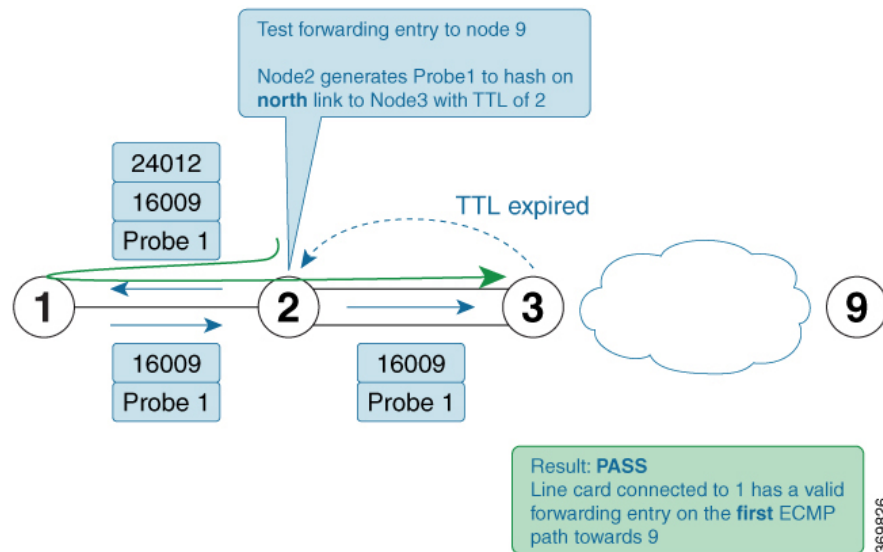 Test forwarding entry to node 9
Node2 generates Probe1 to hash on
north link to Node3 with TTL of 2
24012
16009
Probe 1
TTL expired
1
2
3
9
16009
Probe 1
16009
Probe 1
Result: PASS
Line card connected to 1 has a valid
forwarding entry on the first ECMP
path towards 9
369826